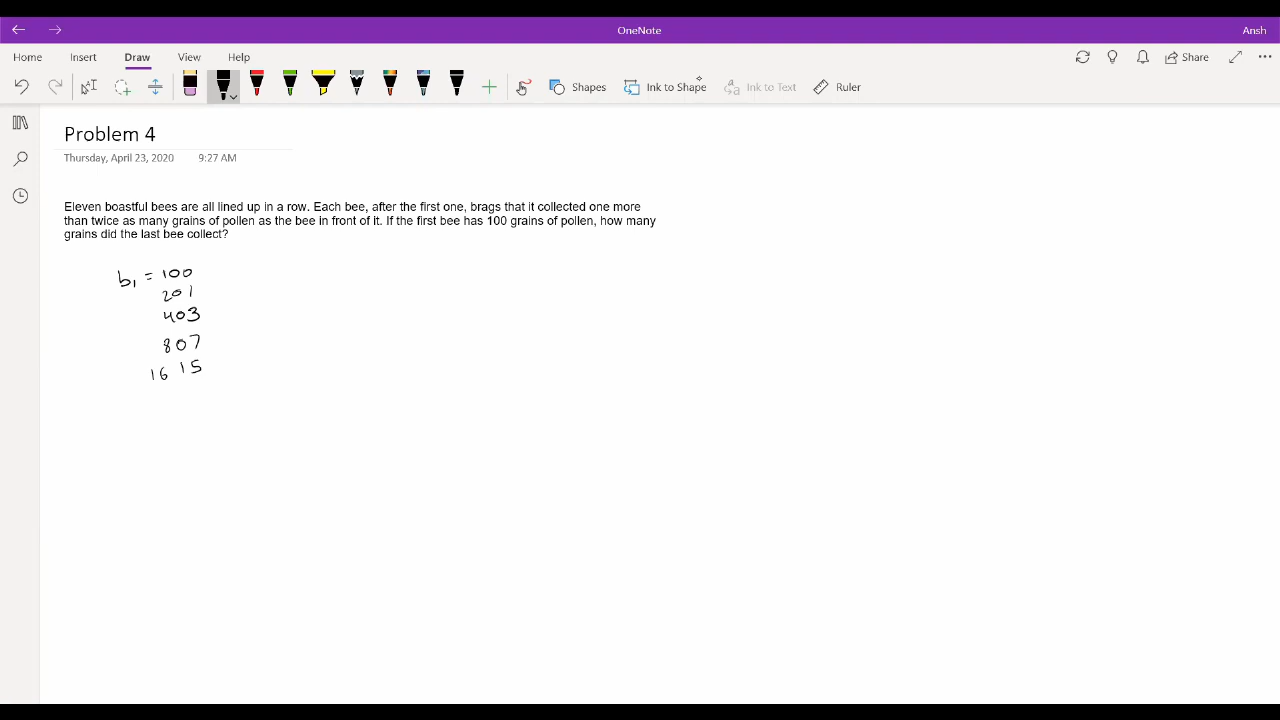 OneNote
Ansh
Home Insert Draw View Help
Share
Shapes Ink to Shape Ink to Text Ruler
Problem 4
Thursday, April 23, 2020 9:27 AM
Eleven boastful bees are all lined up in a row. Each bee, after the first one, brags that it collected one more
than twice as many grains of pollen as the bee in front of it. If the first bee has 100 grains of pollen, how many
grains did the last bee collect?
b₁ = 100
201
403
807
1615